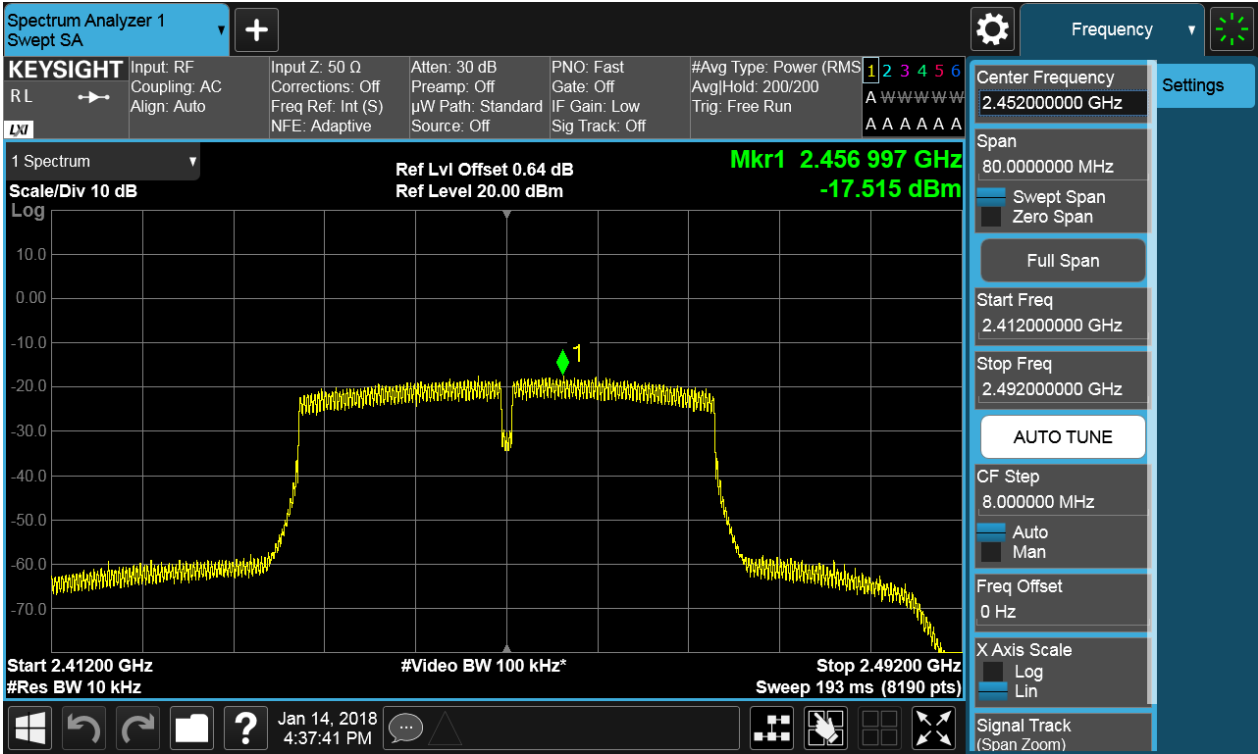 Spectrum Analyzer 1
Swept SA
Frequency
KEYSIGHT
RL
LXI
Input: RF
Coupling: AC
Align: Auto
Input Z: 50 Ω
Corrections: Off
Freq Ref: Int (S)
NFE: Adaptive
Atten: 30 dB
Preamp: Off
µW Path: Standard
Source: Off
PNO: Fast
Gate: Off
IF Gain: Low
Sig Track: Off
#Avg Type: Power (RMS
Avg|Hold: 200/200
Trig: Free Run
1 2 3 4 5 6
A W W W W W
A A A A A A
1 Spectrum
Scale/Div 10 dB
Log
Ref Lvl Offset 0.64 dB
Ref Level 20.00 dBm
Mkr1 2.456 997 GHz
-17.515 dBm
10.0
0.00
-10.0
-20.0
-30.0
-40.0
-50.0
-60.0
-70.0
1
Start 2.41200 GHz
#Res BW 10 kHz
#Video BW 100 kHz*
Stop 2.49200 GHz
Sweep 193 ms (8190 pts)
Center Frequency
2.452000000 GHz
Span
80.0000000 MHz
Swept Span
Zero Span
Full Span
Start Freq
2.412000000 GHz
Stop Freq
2.492000000 GHz
AUTO TUNE
CF Step
8.000000 MHz
Auto
Man
Freq Offset
0 Hz
X Axis Scale
Log
Lin
Signal Track
(Span Zoom)
Settings
?
Jan 14, 2018
4:37:41 PM